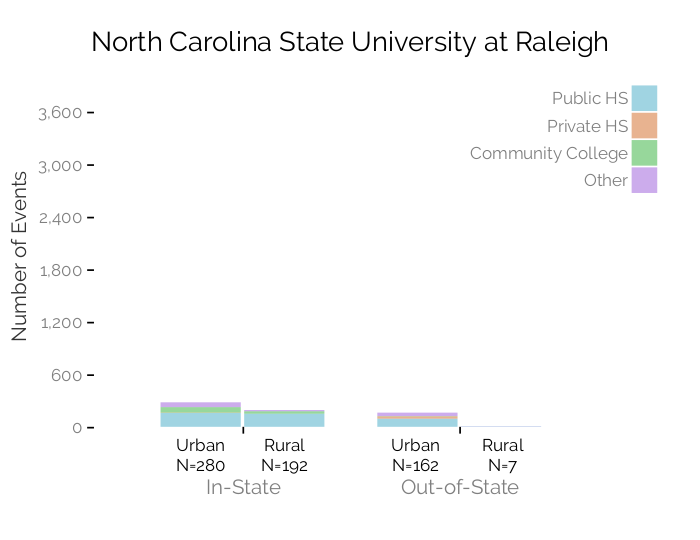 North Carolina State University at Raleigh
Public HS
Private HS
Community College
Other
Number of Events
3,600
3,000
2,400
1,800
1,200
600
0
Urban Rural Urban Rural
N=280 N=192 N=162 N=7
In-State Out-of-State